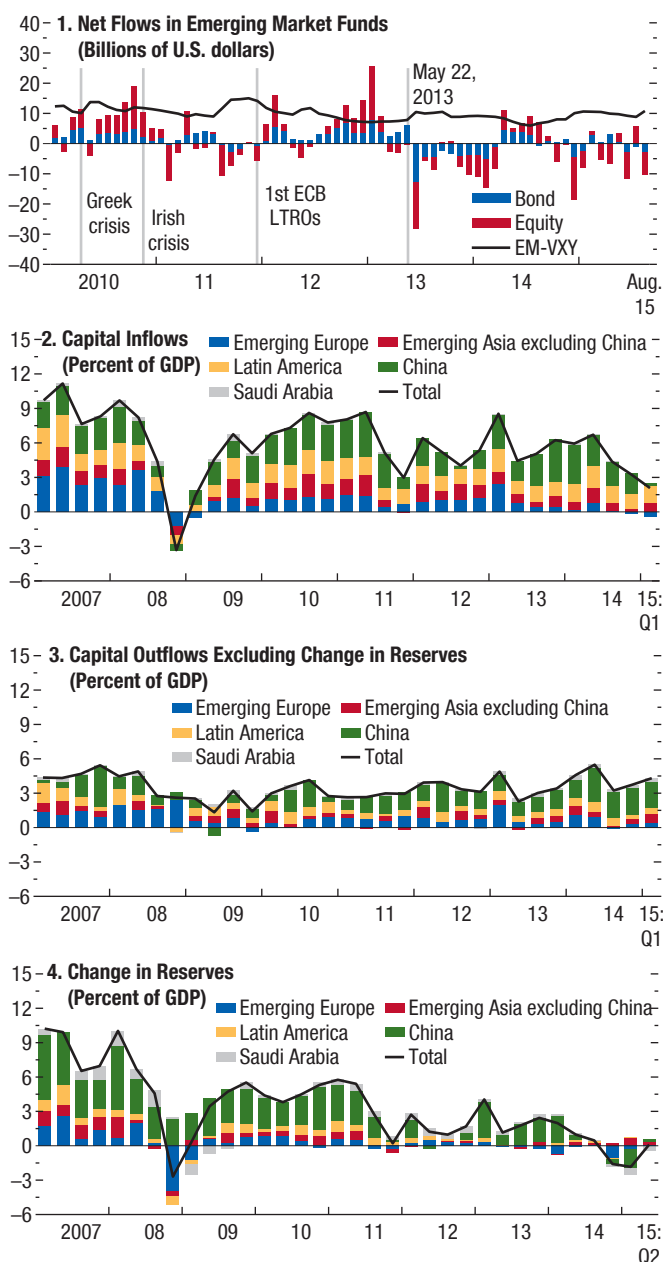 1. Net Flows in Emerging Market Funds
(Billions of U.S. dollars)
40
30
20
10
0
–10
–20
–30
–40
May 22,
2013
Greek
crisis
Irish
crisis
1st ECB
LTROs
Bond
Equity
EM-VXY
2010 11 12 13 14 Aug.
15
2. Capital Inflows
(Percent of GDP)
15
12
9
6
3
0
–3
–6
Emerging Europe Emerging Asia excluding China
Latin America China
Saudi Arabia Total
2007 08 09 10 11 12 13 14 15:
Q1
3. Capital Outflows Excluding Change in Reserves
(Percent of GDP)
15
12
9
6
3
0
–3
–6
Emerging Europe Emerging Asia excluding China
Latin America China
Saudi Arabia Total
2007 08 09 10 11 12 13 14 15:
Q1
4. Change in Reserves
(Percent of GDP)
15
12
9
6
3
0
–3
–6
Emerging Europe Emerging Asia excluding China
Latin America China
Saudi Arabia Total
2007 08 09 10 11 12 13 14 15:
Q2